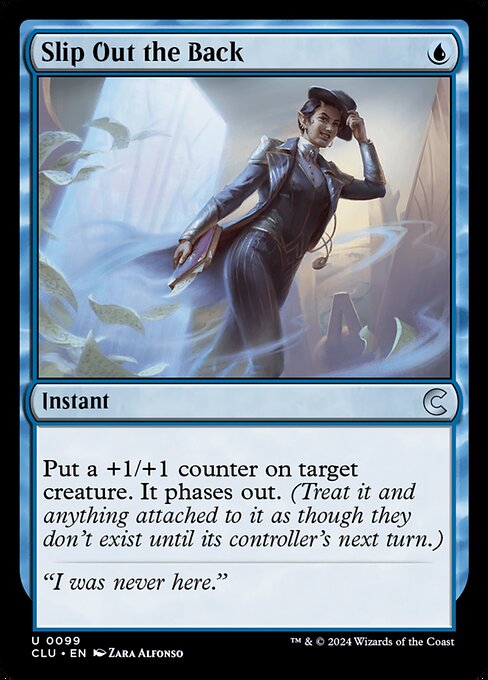 Slip Out the Back
Instant
Put a +1/+1 counter on target
creature. It phases out. (Treat it and
anything attached to it as though they
don't exist until its controller's next turn.)
“I was never here.”
U 0099
™ & © 2024 Wizards of the Coast
CLU • EN Zara Alfonso